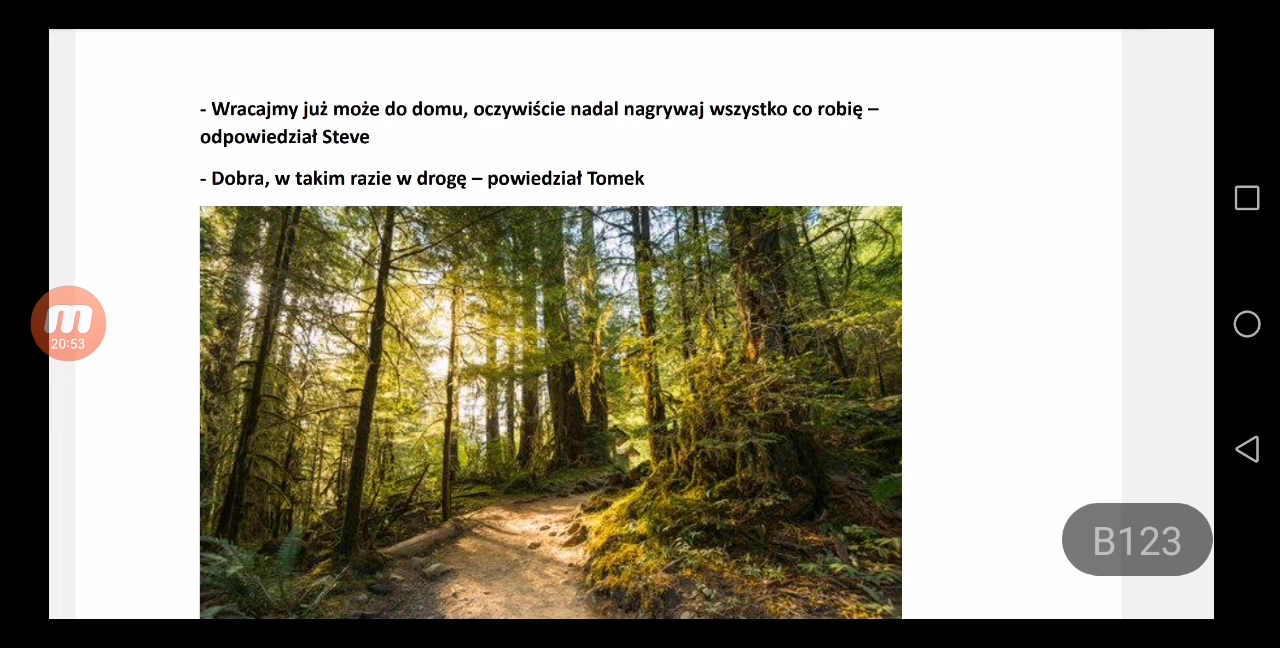 - Wracajmy już może do domu, oczywiście nadal nagrywaj wszystko co robię –
odpowiedział Steve
- Dobra, w takim razie w drogę – powiedział Tomek
m
20:53
B123